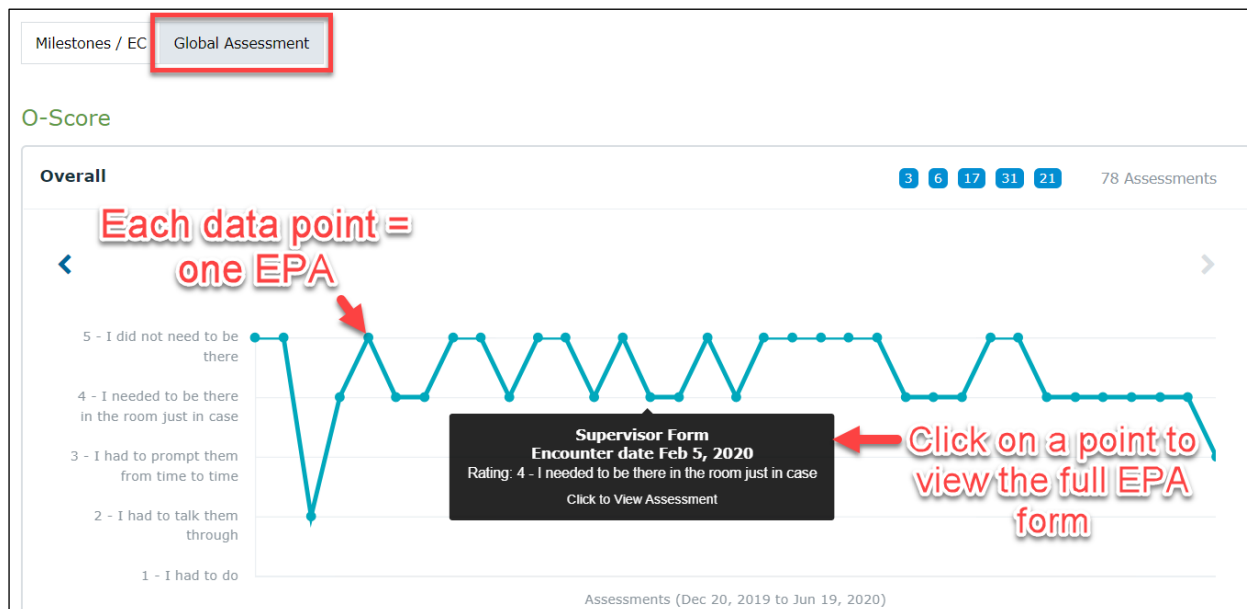 Milestones / EC
Global Assessment
O-Score
Overall
3 6 17 31 21
78 Assessments
Each data point =
one EPA
5 - I did not need to be
there
4 - I needed to be there
in the room just in case
3 - I had to prompt them
from time to time
2 - I had to talk them
through
1 - I had to do
Supervisor Form
Encounter date Feb 5, 2020
Rating: 4 - I needed to be there in the room just in case
Click to View Assessment
Click on a point to
view the full EPA
form
Assessments (Dec 20, 2019 to Jun 19, 2020)